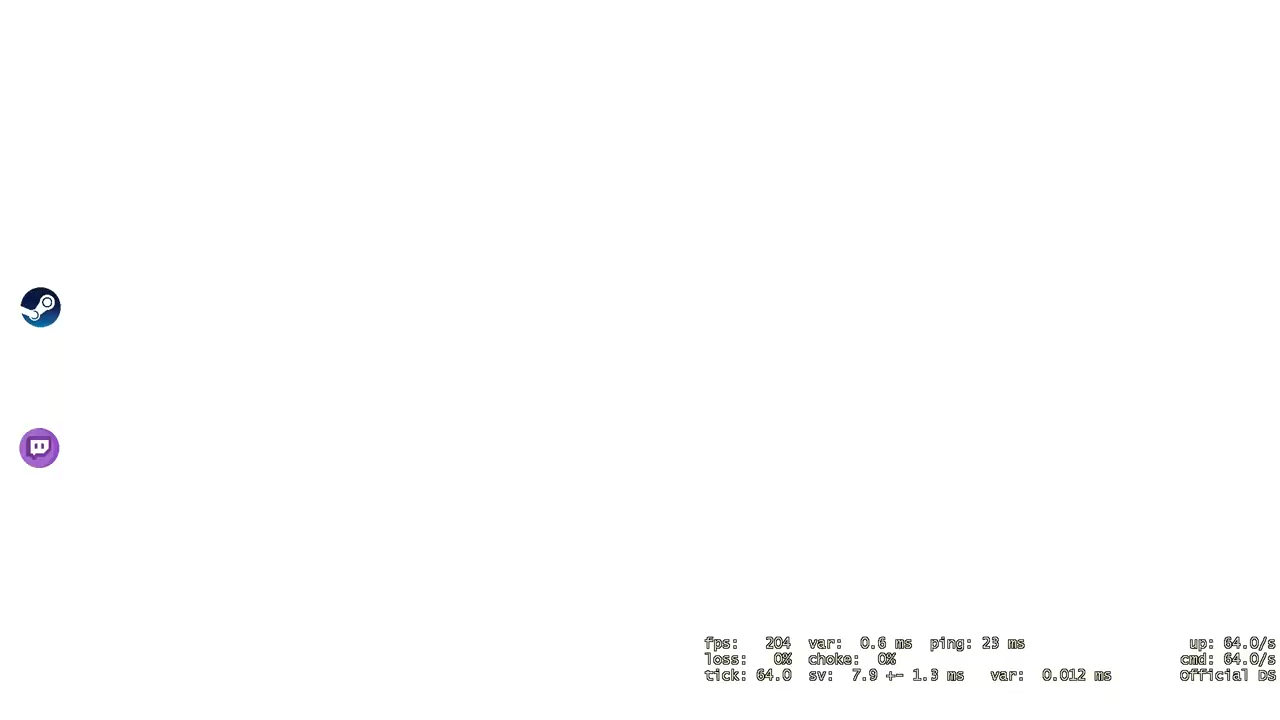 fps: 204 var: 0.6 ms ping: 23 ms up: 64.0/s
loss: 0% choke: 0% cmd: 64.0/s
tick: 64.0 sv: 7.9 +- 1.3 ms var: 0.012 ms Official DS